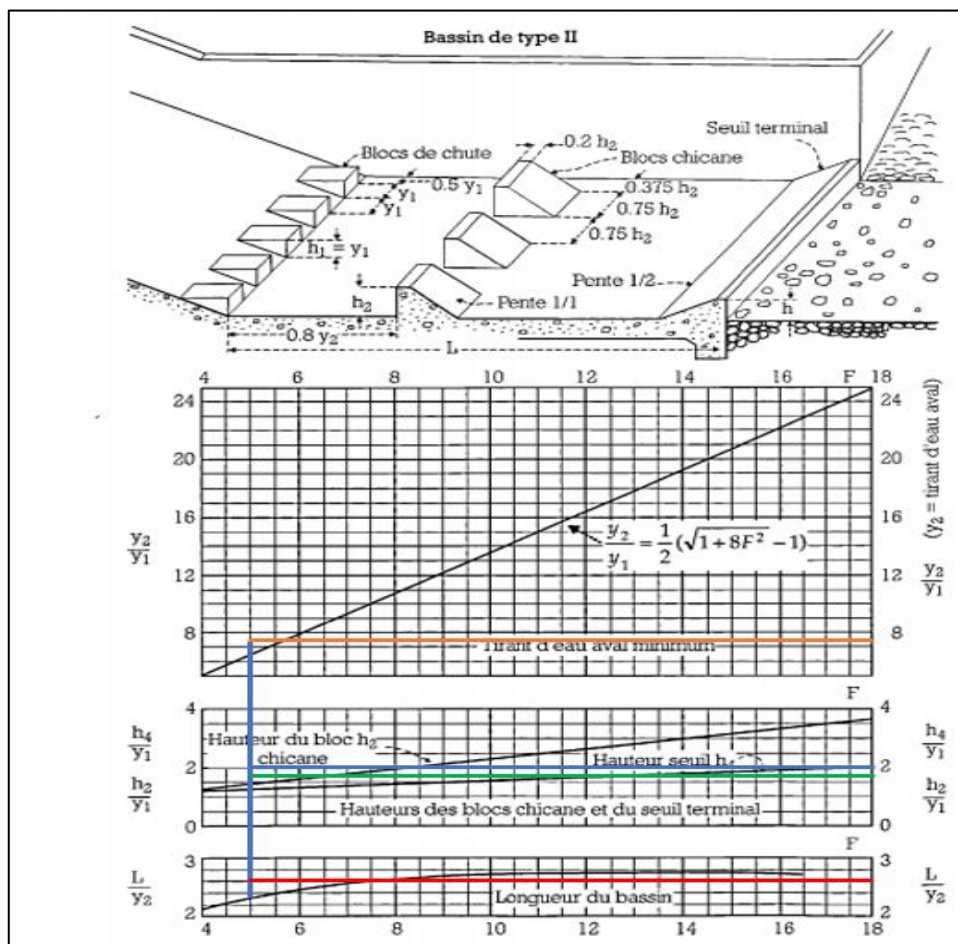 Bassin de type II
Seuil terminal
Blocs de chute
0.2 h₂
Blocs chicane
0.5 y₁
y₁
y₁
0.375 h₂
0.75 h₂
0.75 h₂
h₁ = y₁
h₂
Pente 1/1
Pente 1/2
h
0.8 y₂
L
4 6 8 10 12 14 F 18
24 24
20 20
16 16
12 12
8 8
y₂/y₁
y₂/y₁
(y₂ = tirant d'eau aval)
y₂/y₁ = 1/2(√1+8F² -1)
Tirant d'eau aval minimum
F
4 4
h₄/y₁
h₄/y₁
Hauteur du bloc h₂
chicane
Hauteur seuil h
2 2
h₂/y₁
h₂/y₁
Hauteurs des blocs chicane et du seuil terminal
0 0
F
3 3
L/y₂
L/y₂
Longueur du bassin
2 2
4 6 8 10 12 14 16 18